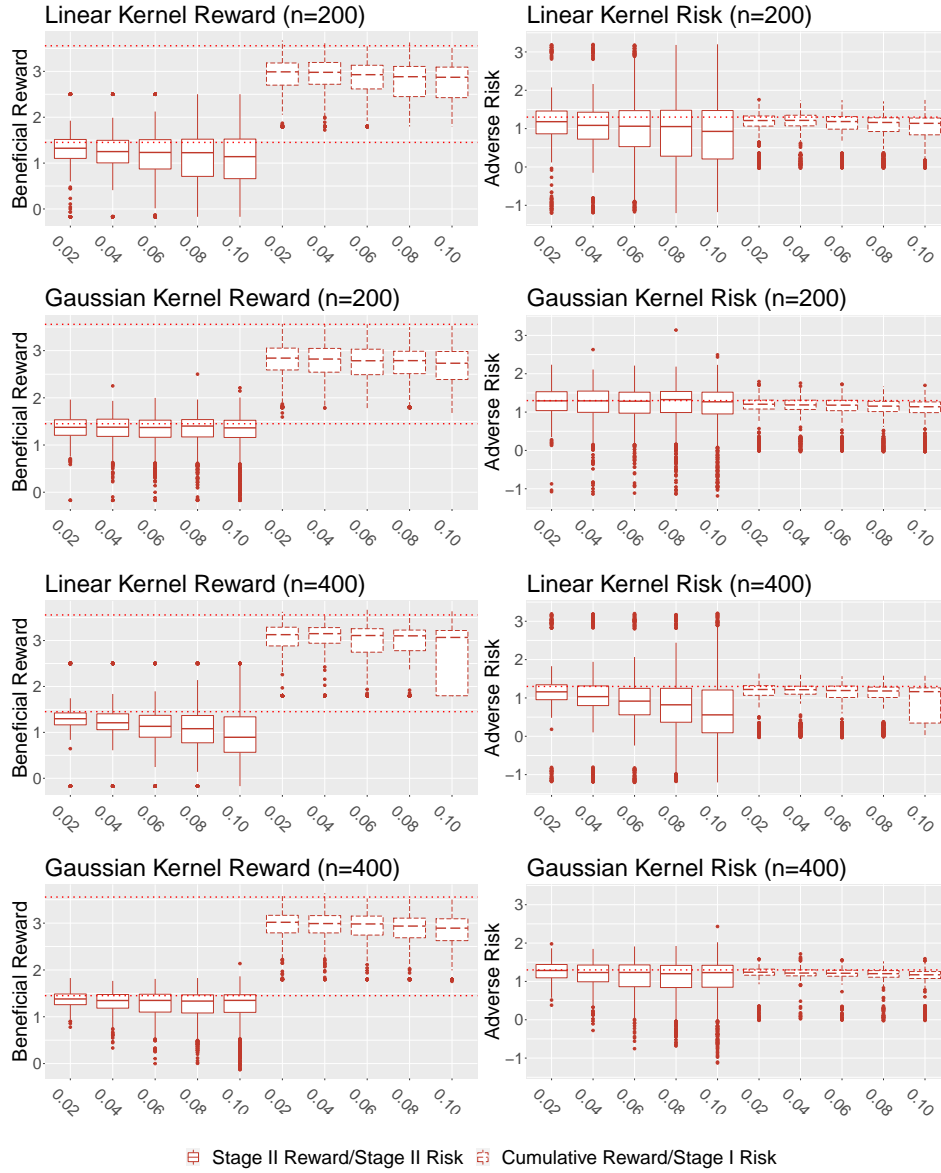 Linear Kernel Reward (n=200)
Beneficial Reward
3
2
1
0
0.02 0.04 0.06 0.08 0.10 0.02 0.04 0.06 0.08 0.10
Linear Kernel Risk (n=200)
Adverse Risk
3
2
1
0
−1
0.02 0.04 0.06 0.08 0.10 0.02 0.04 0.06 0.08 0.10
Gaussian Kernel Reward (n=200)
Beneficial Reward
3
2
1
0
0.02 0.04 0.06 0.08 0.10 0.02 0.04 0.06 0.08 0.10
Gaussian Kernel Risk (n=200)
Adverse Risk
3
2
1
0
−1
0.02 0.04 0.06 0.08 0.10 0.02 0.04 0.06 0.08 0.10
Linear Kernel Reward (n=400)
Beneficial Reward
3
2
1
0
0.02 0.04 0.06 0.08 0.10 0.02 0.04 0.06 0.08 0.10
Linear Kernel Risk (n=400)
Adverse Risk
3
2
1
0
−1
0.02 0.04 0.06 0.08 0.10 0.02 0.04 0.06 0.08 0.10
Gaussian Kernel Reward (n=400)
Beneficial Reward
3
2
1
0
0.02 0.04 0.06 0.08 0.10 0.02 0.04 0.06 0.08 0.10
Gaussian Kernel Risk (n=400)
Adverse Risk
3
2
1
0
−1
0.02 0.04 0.06 0.08 0.10 0.02 0.04 0.06 0.08 0.10
Stage II Reward/Stage II Risk Cumulative Reward/Stage I Risk